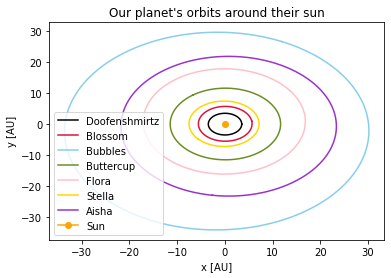 Our planet's orbits around their sun
30
20
10
0
−10
−20
−30
y [AU]
Doofenshmirtz
Blossom
Bubbles
Buttercup
Flora
Stella
Aisha
Sun
−30 −20 −10 0 10 20 30
x [AU]